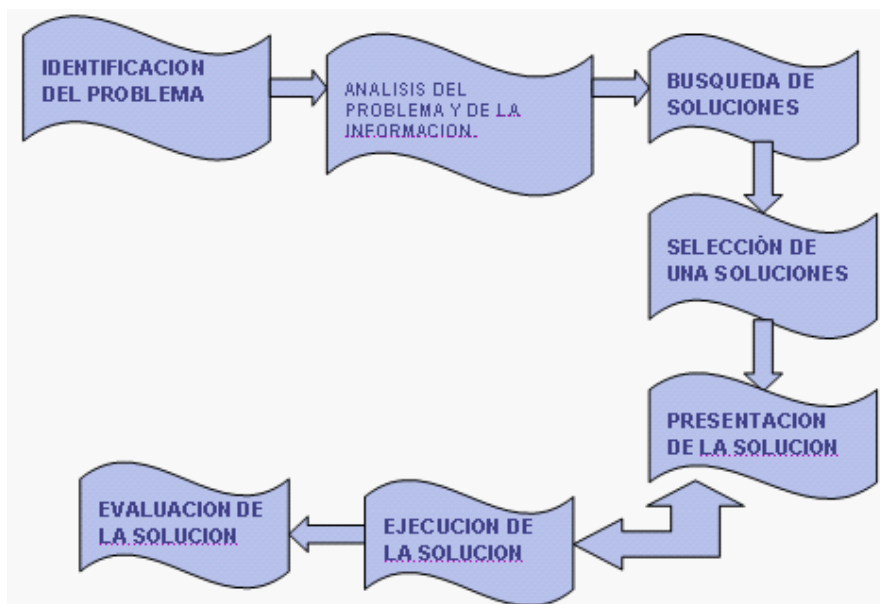 IDENTIFICACION
DEL PROBLEMA
ANALISIS DEL
PROBLEMA Y DE LA
INFORMACION.
BUSQUEDA DE
SOLUCIONES
SELECCIÓN DE
UNA SOLUCIONES
PRESENTACION
DE LA SOLUCION
EJECUCION DE
LA SOLUCION
EVALUACION DE
LA SOLUCION